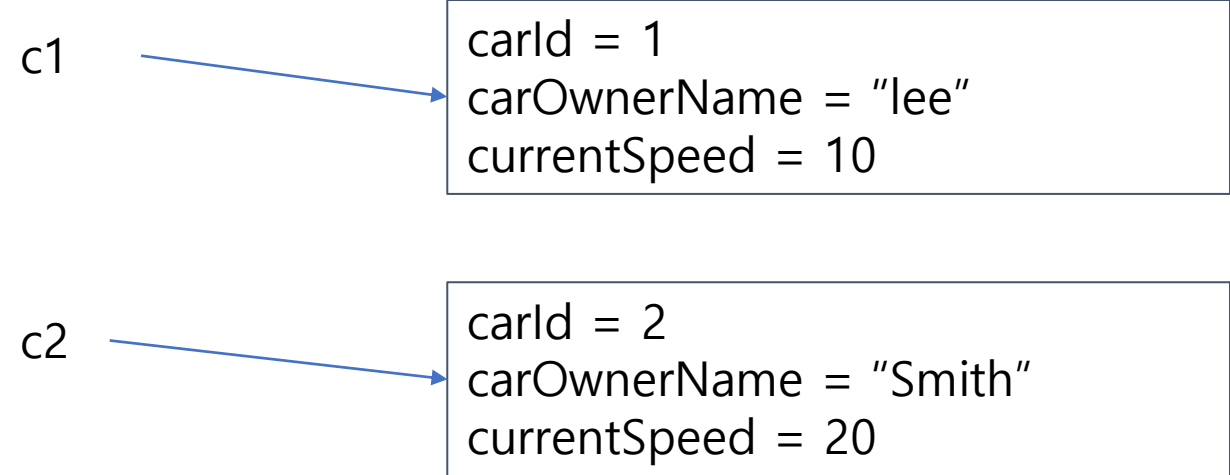 c1
carId = 1
carOwnerName = "lee"
currentSpeed = 10
c2
carId = 2
carOwnerName = "Smith"
currentSpeed = 20